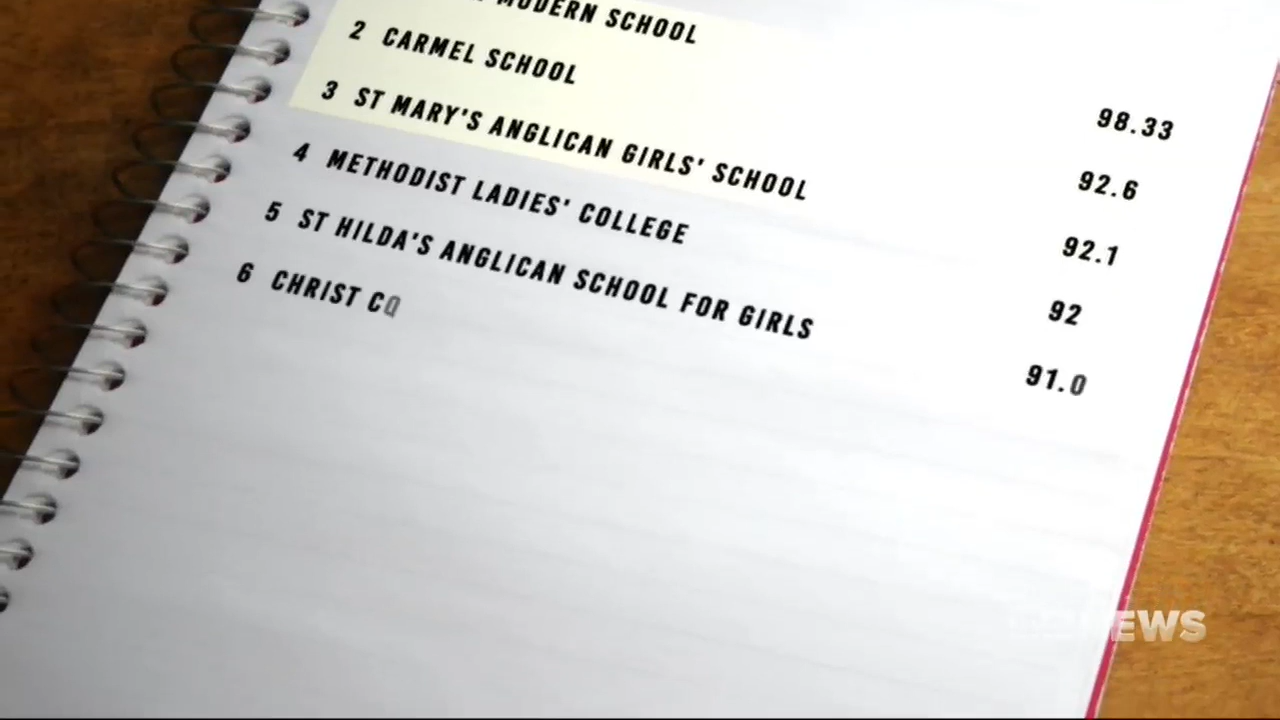 MODERN SCHOOL
2 CARMEL SCHOOL 98.33
3 ST MARY'S ANGLICAN GIRLS' SCHOOL 92.6
4 METHODIST LADIES' COLLEGE 92.1
5 ST HILDA'S ANGLICAN SCHOOL FOR GIRLS 92
6 CHRIST CQ 91.0
NEWS